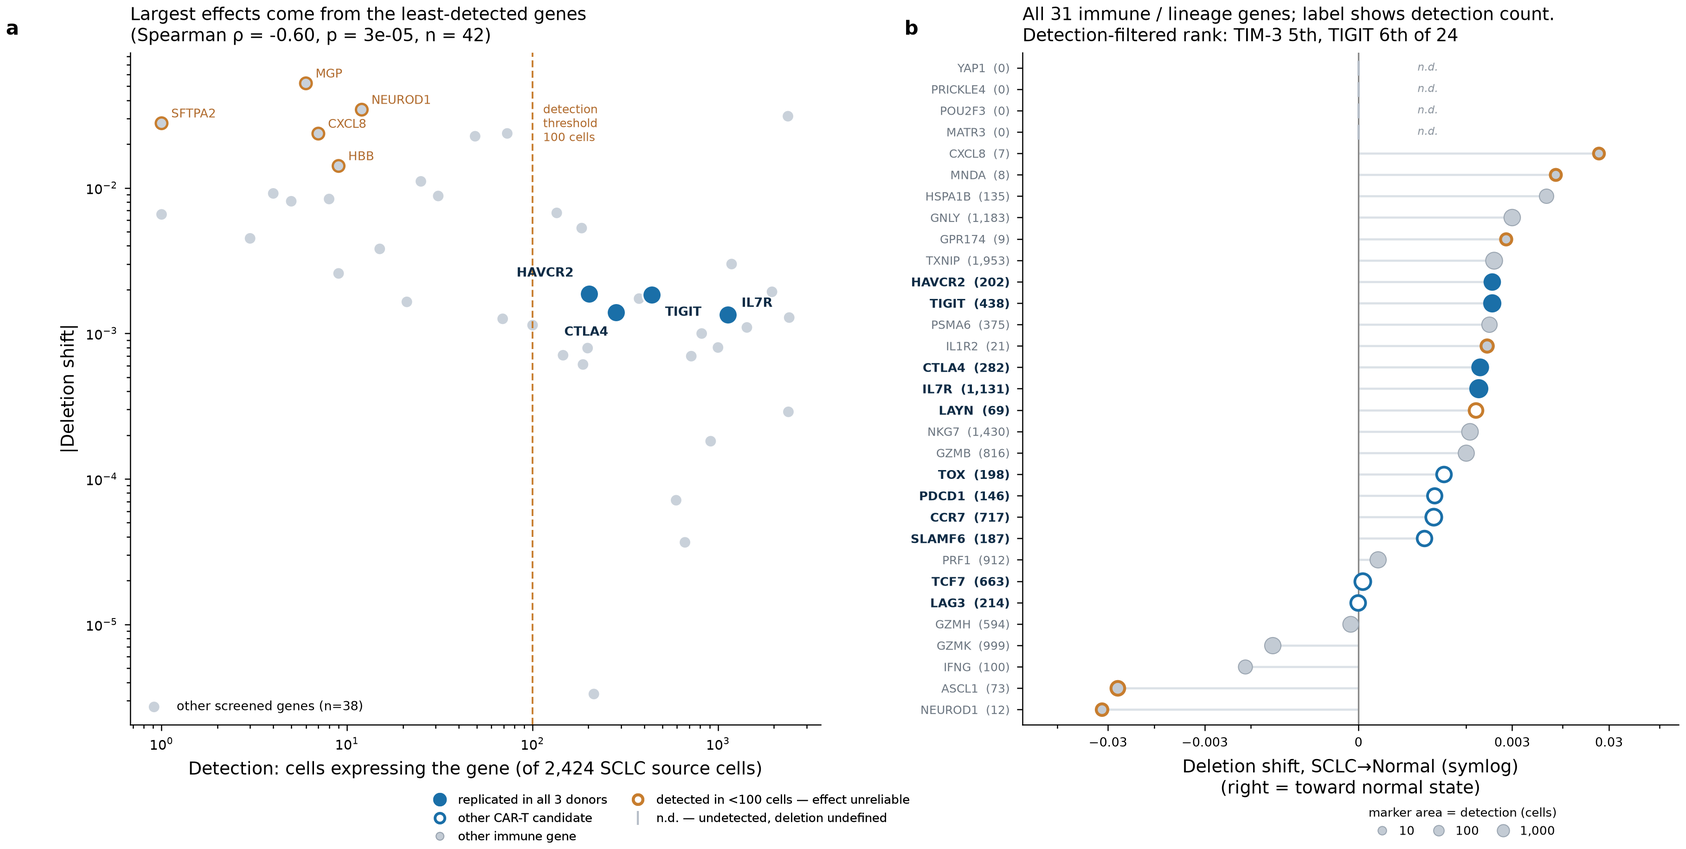 a
Largest effects come from the least-detected genes
(Spearman ρ = -0.60, p = 3e-05, n = 42)
MGP
SFTPA2
NEUROD1
CXCL8
HBB
detection
threshold
100 cells
HAVCR2
CTLA4
TIGIT
IL7R
|Deletion shift|
10⁻²
10⁻³
10⁻⁴
10⁻⁵
other screened genes (n=38)
10⁰
10¹
10²
10³
Detection: cells expressing the gene (of 2,424 SCLC source cells)
b
All 31 immune / lineage genes; label shows detection count.
Detection-filtered rank: TIM-3 5th, TIGIT 6th of 24
YAP1 (0) n.d.
PRICKLE4 (0) n.d.
POU2F3 (0) n.d.
MATR3 (0) n.d.
CXCL8 (7)
MNDA (8)
HSPA1B (135)
GNLY (1,183)
GPR174 (9)
TXNIP (1,953)
HAVCR2 (202)
TIGIT (438)
PSMA6 (375)
IL1R2 (21)
CTLA4 (282)
IL7R (1,131)
LAYN (69)
NKG7 (1,430)
GZMB (816)
TOX (198)
PDCD1 (146)
CCR7 (717)
SLAMF6 (187)
PRF1 (912)
TCF7 (663)
LAG3 (214)
GZMH (594)
GZMK (999)
IFNG (100)
ASCL1 (73)
NEUROD1 (12)
−0.03
−0.003
0
0.003
0.03
Deletion shift, SCLC→Normal (symlog)
(right = toward normal state)
replicated in all 3 donors
other CAR-T candidate
other immune gene
detected in <100 cells — effect unreliable
n.d. — undetected, deletion undefined
marker area = detection (cells)
10
100
1,000